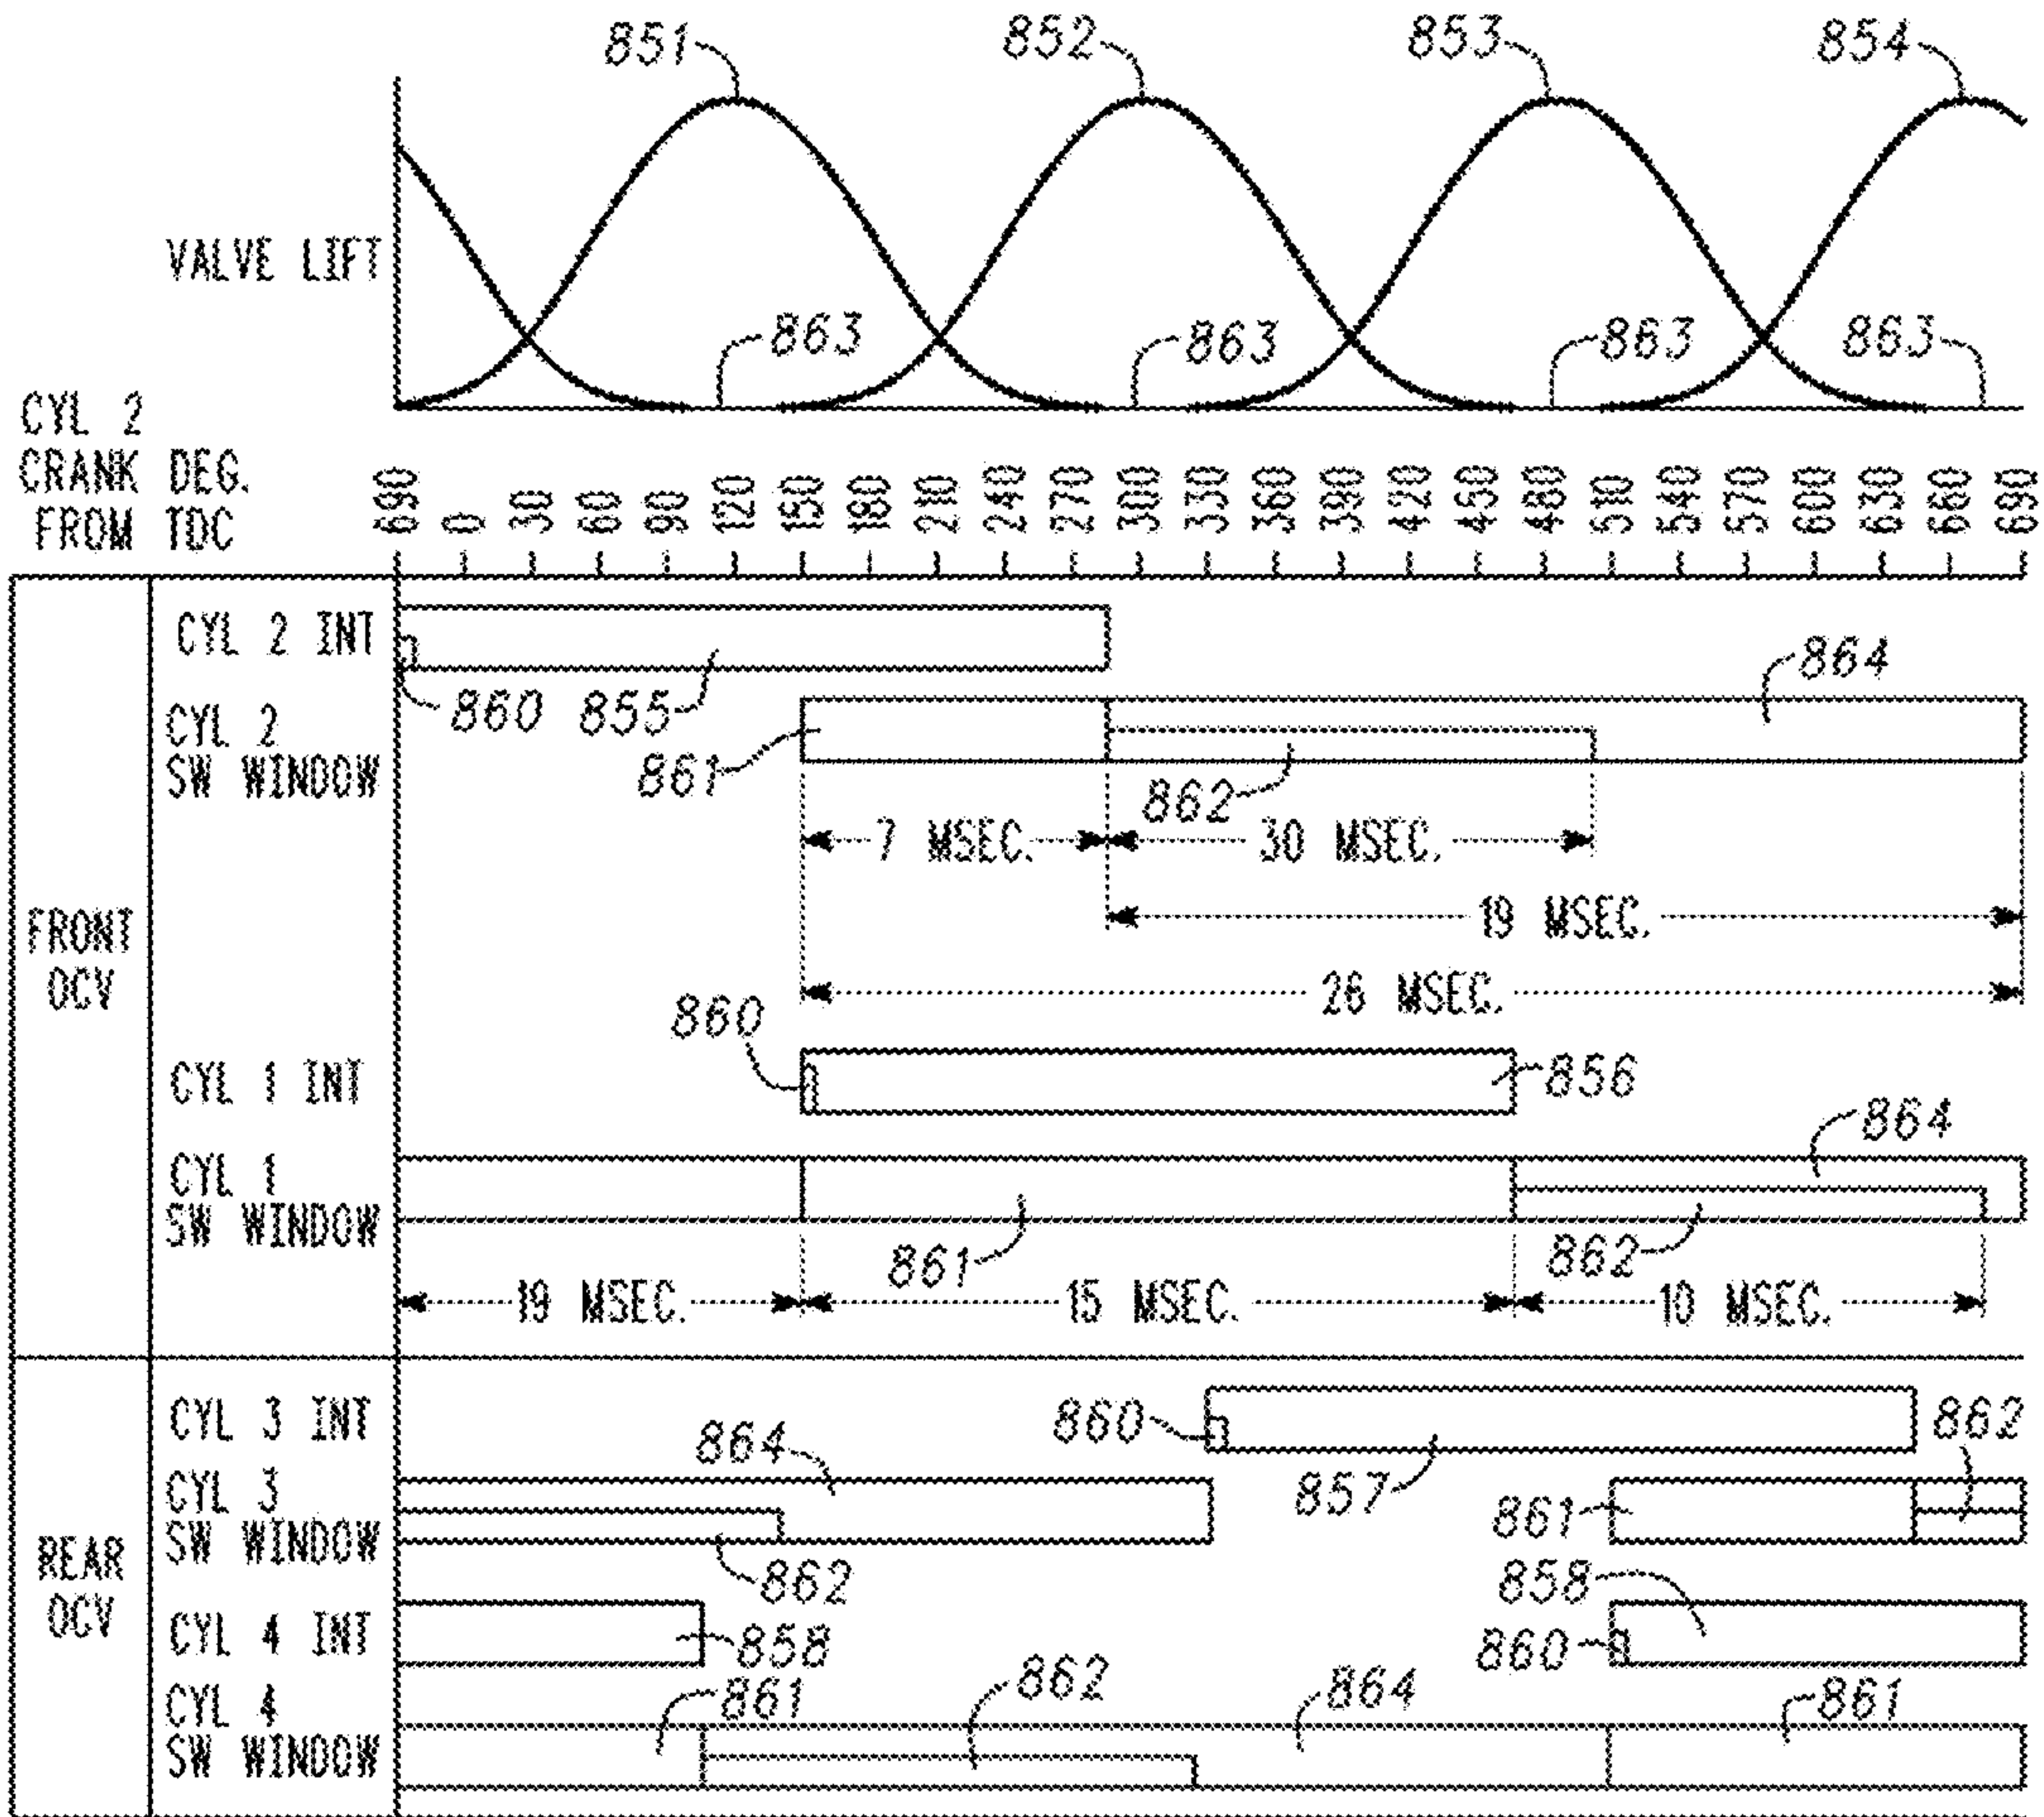 851 852 853 854
VALVE LIFT
863 863 863 863
CYL 2
CRANK DEG.
FROM TDC
690 0 30 60 90 120 150 180 210 240 270 300 330 360 390 420 450 480 510 540 570 600 630 660 690
FRONT
OCV
CYL 2 INT
860 855
864
CYL 2
SW WINDOW
861
862
7 MSEC. 30 MSEC.
19 MSEC.
26 MSEC.
860
CYL 1 INT
856
864
CYL 1
SW WINDOW
861
862
19 MSEC. 15 MSEC. 10 MSEC.
REAR
OCV
CYL 3 INT
860
857
862
864
CYL 3
SW WINDOW
861
862
858
CYL 4 INT
858
860
CYL 4
SW WINDOW
861 862 864 861